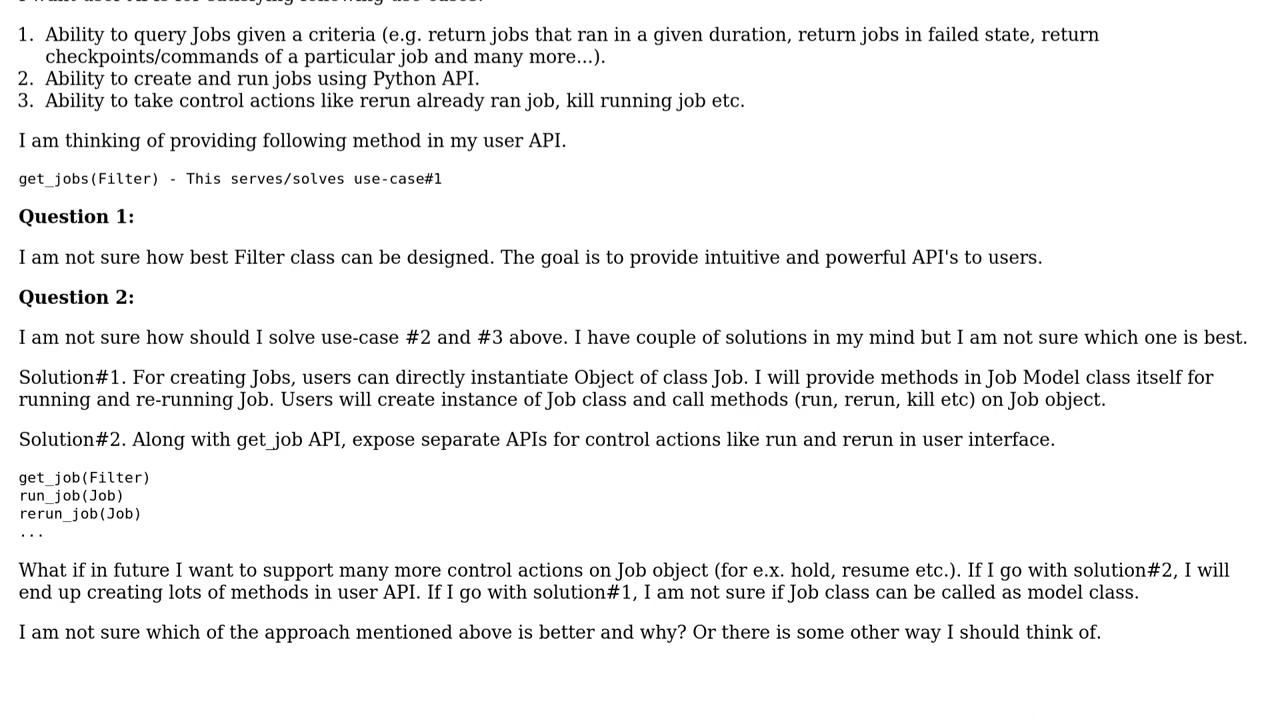 1. Ability to query Jobs given a criteria (e.g. return jobs that ran in a given duration, return jobs in failed state, return
checkpoints/commands of a particular job and many more...).
2. Ability to create and run jobs using Python API.
3. Ability to take control actions like rerun already ran job, kill running job etc.
I am thinking of providing following method in my user API.
get_jobs(Filter) - This serves/solves use-case#1
Question 1:
I am not sure how best Filter class can be designed. The goal is to provide intuitive and powerful API's to users.
Question 2:
I am not sure how should I solve use-case #2 and #3 above. I have couple of solutions in my mind but I am not sure which one is best.
Solution#1. For creating Jobs, users can directly instantiate Object of class Job. I will provide methods in Job Model class itself for
running and re-running Job. Users will create instance of Job class and call methods (run, rerun, kill etc) on Job object.
Solution#2. Along with get_job API, expose separate APIs for control actions like run and rerun in user interface.
get_job(Filter)
run_job(Job)
rerun_job(Job)
...
What if in future I want to support many more control actions on Job object (for e.x. hold, resume etc.). If I go with solution#2, I will
end up creating lots of methods in user API. If I go with solution#1, I am not sure if Job class can be called as model class.
I am not sure which of the approach mentioned above is better and why? Or there is some other way I should think of.